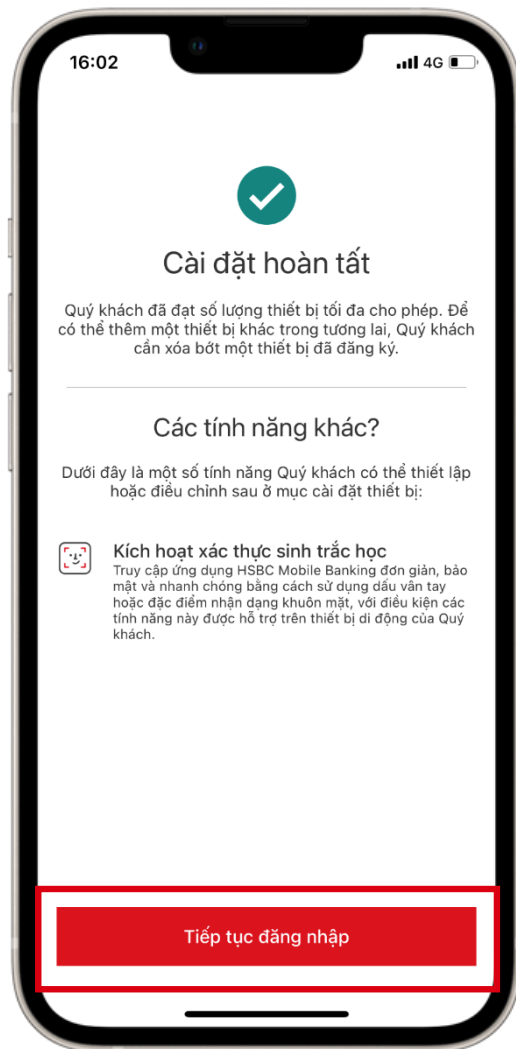 16:02
4G
Cài đặt hoàn tất
Quý khách đã đạt số lượng thiết bị tối đa cho phép. Để
có thể thêm một thiết bị khác trong tương lai, Quý khách
cần xóa bớt một thiết bị đã đăng ký.
Các tính năng khác?
Dưới đây là một số tính năng Quý khách có thể thiết lập
hoặc điều chỉnh sau ở mục cài đặt thiết bị:
Kích hoạt xác thực sinh trắc học
Truy cập ứng dụng HSBC Mobile Banking đơn giản, bảo
mật và nhanh chóng bằng cách sử dụng dấu vân tay
hoặc đặc điểm nhận dạng khuôn mặt, với điều kiện các
tính năng này được hỗ trợ trên thiết bị di động của Quý
khách.
Tiếp tục đăng nhập